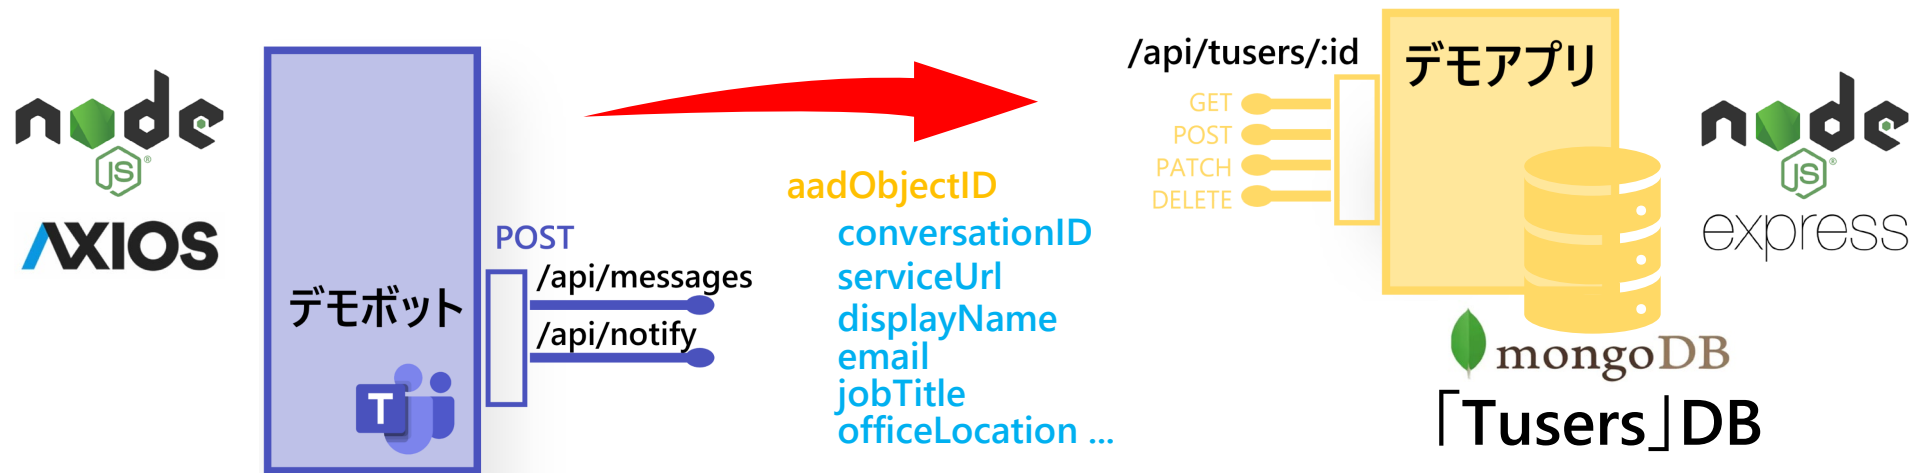 node
JS®
AXIOS
デモボット
T
POST
/api/messages
/api/notify
aadObjectID
conversationID
serviceUrl
displayName
email
jobTitle
officeLocation ...
/api/tusers/:id
GET
POST
PATCH
DELETE
デモアプリ
node
JS®
express
mongoDB
「Tusers」DB